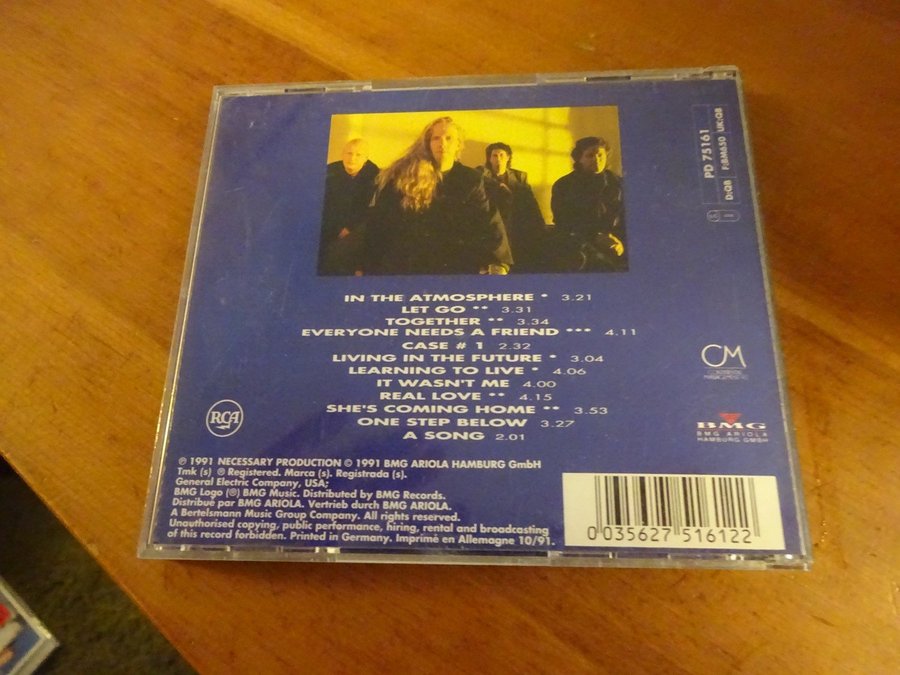 PD 75161
F:BM650 UK:QB
D:QB
IN THE ATMOSPHERE * 3.21
LET GO ** 3.31
TOGETHER ** 3.34
EVERYONE NEEDS A FRIEND *** 4.11
CASE # 1 2.32
LIVING IN THE FUTURE * 3.04
LEARNING TO LIVE * 4.06
IT WASN'T ME 4.00
REAL LOVE ** 4.15
SHE'S COMING HOME ** 3.53
ONE STEP BELOW 3.27
A SONG 2.01
CM
MANAGEMENT
RCA
BMG
BMG ARIOLA
HAMBURG GMBH
℗ 1991 NECESSARY PRODUCTION © 1991 BMG ARIOLA HAMBURG GmbH
Tmk (s) ® Registered. Marca (s). Registrada (s).
General Electric Company, USA;
BMG Logo (®) BMG Music. Distributed by BMG Records.
Distribué par BMG ARIOLA. Vertrieb durch BMG ARIOLA.
A Bertelsmann Music Group Company. All rights reserved.
Unauthorised copying, public performance, hiring, rental and broadcasting
of this record forbidden. Printed in Germany. Imprimé en Allemagne 10/91.
0 035627 516122